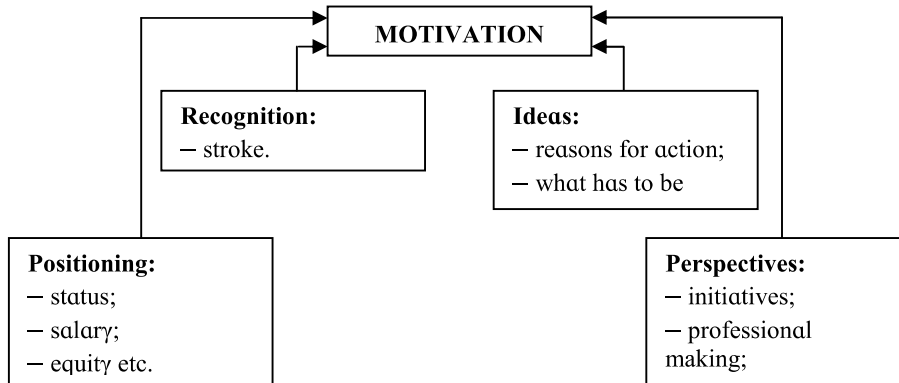 MOTIVATION
Recognition:
– stroke.
Ideas:
– reasons for action;
– what has to be
Positioning:
– status;
– salary;
– equity etc.
Perspectives:
– initiatives;
– professional
making;